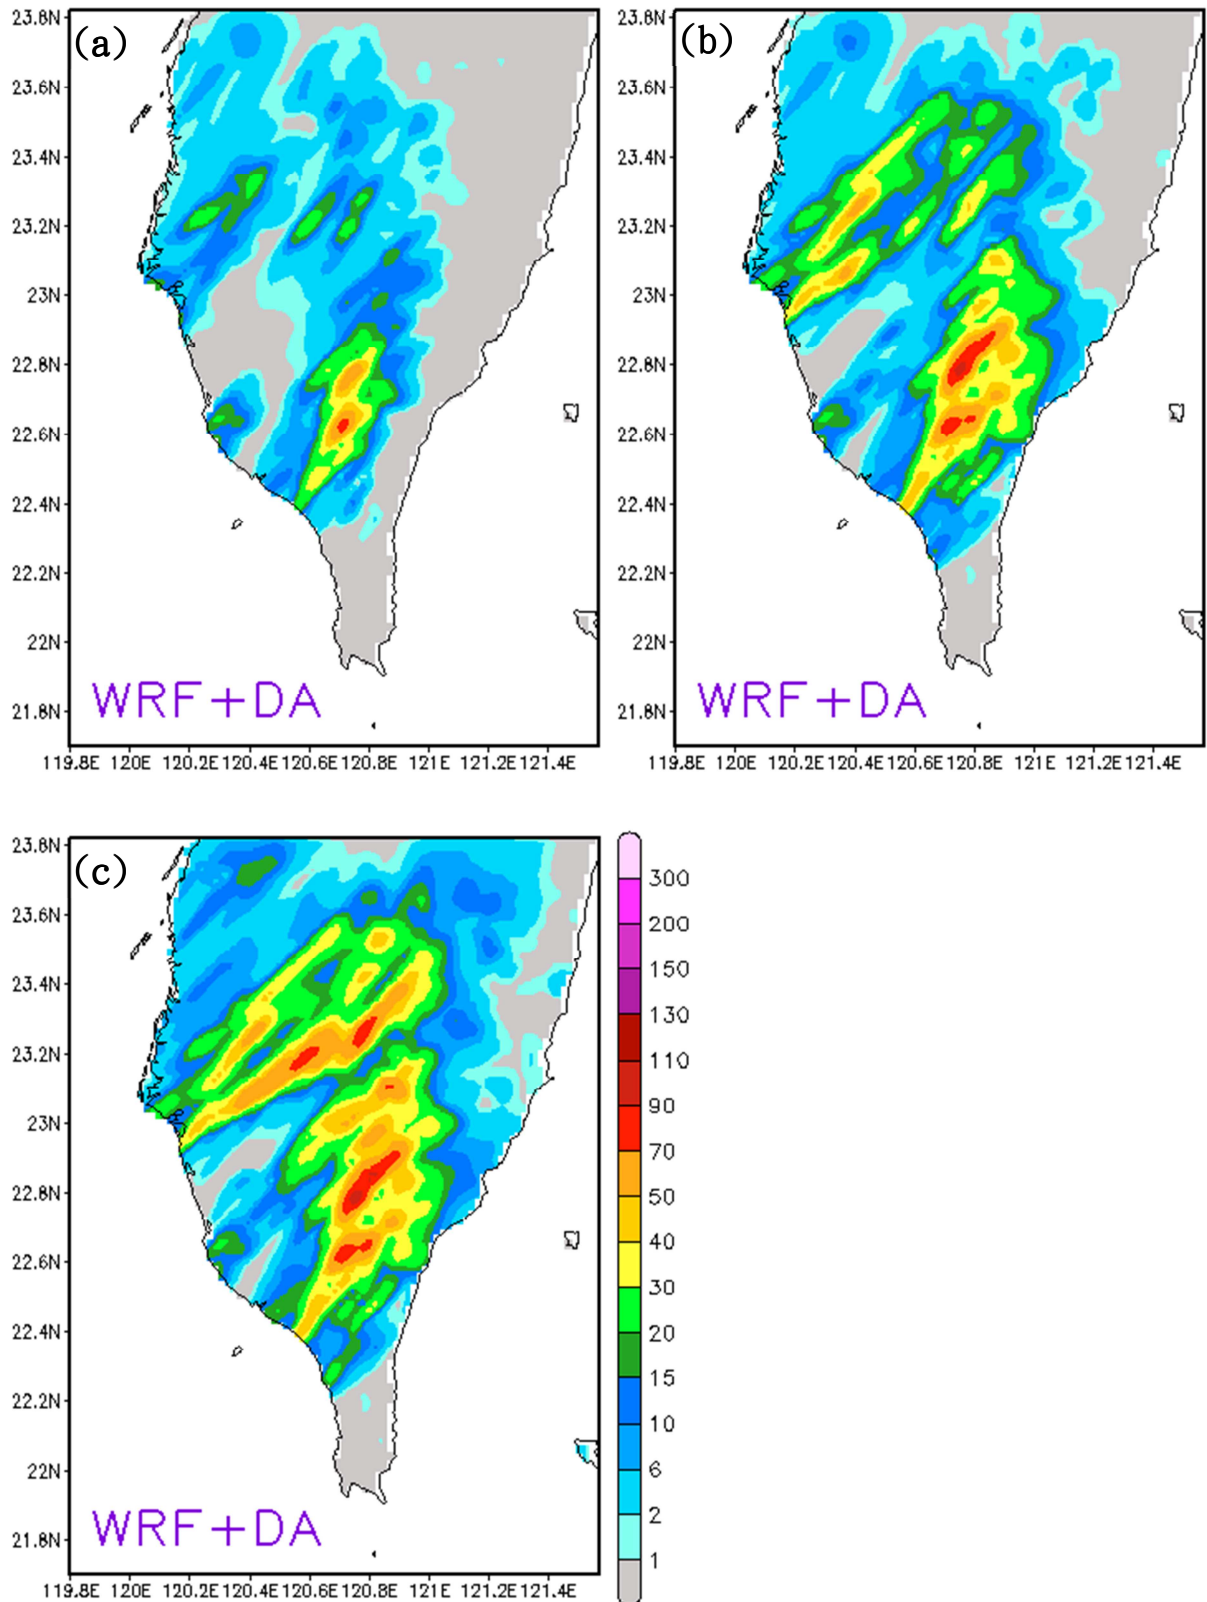 (a)
23.8N
23.6N
23.4N
23.2N
23N
22.8N
22.6N
22.4N
22.2N
22N
21.8N
WRF+DA
119.8E 120E 120.2E 120.4E 120.6E 120.8E 121E 121.2E 121.4E
(b)
23.8N
23.6N
23.4N
23.2N
23N
22.8N
22.6N
22.4N
22.2N
22N
21.8N
WRF+DA
119.8E 120E 120.2E 120.4E 120.6E 120.8E 121E 121.2E 121.4E
(c)
23.8N
23.6N
23.4N
23.2N
23N
22.8N
22.6N
22.4N
22.2N
22N
21.8N
WRF+DA
119.8E 120E 120.2E 120.4E 120.6E 120.8E 121E 121.2E 121.4E
300
200
150
130
110
90
70
50
40
30
20
15
10
6
2
1